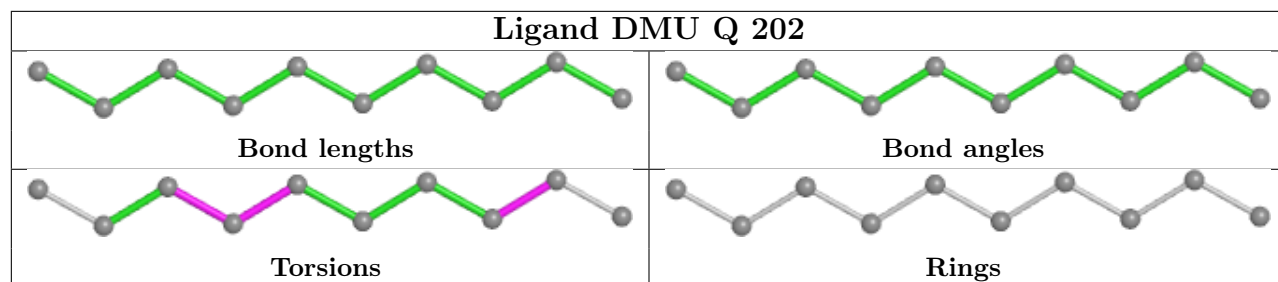 Ligand DMU Q 202
Bond lengths
Bond angles
Torsions
Rings